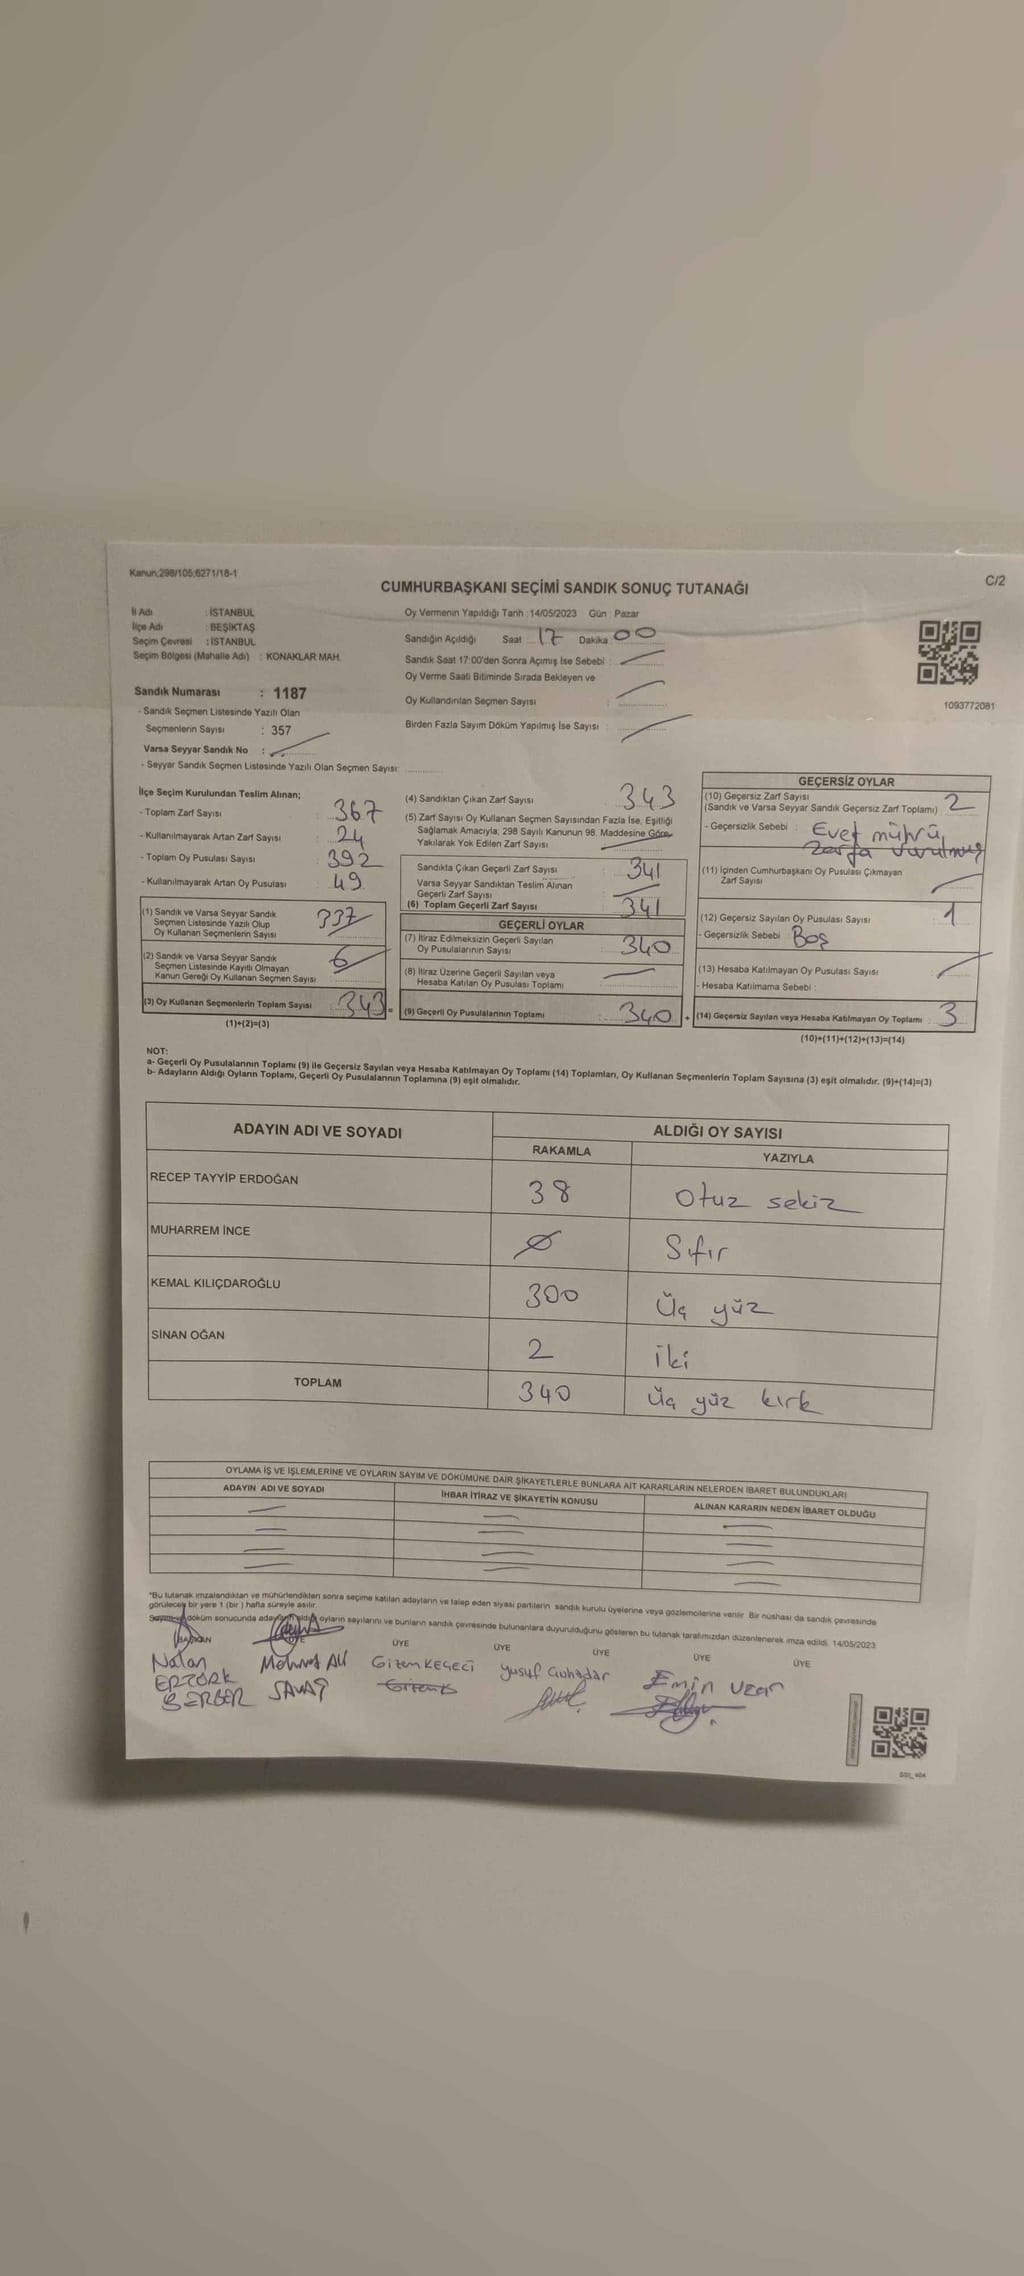 Kanun;298/105;6271/18-1
C/2
CUMHURBAŞKANI SEÇİMİ SANDIK SONUÇ TUTANAĞI
İl Adı : İSTANBUL
İlçe Adı : BEŞİKTAŞ
Seçim Çevresi : İSTANBUL
Seçim Bölgesi (Mahalle Adı) : KONAKLAR MAH.
Sandık Numarası : 1187
- Sandık Seçmen Listesinde Yazılı Olan
Seçmenlerin Sayısı : 357
Varsa Seyyar Sandık No :
- Seyyar Sandık Seçmen Listesinde Yazılı Olan Seçmen Sayısı:
Oy Vermenin Yapıldığı Tarih : 14/05/2023 Gün : Pazar
Sandığın Açıldığı Saat 17 Dakika 00
Sandık Saat 17:00'den Sonra Açımış İse Sebebi :
Oy Verme Saati Bitiminde Sırada Bekleyen ve
Oy Kullandırılan Seçmen Sayısı :
Birden Fazla Sayım Döküm Yapılmış İse Sayısı :
1093772081
İlçe Seçim Kurulundan Teslim Alınan;
- Toplam Zarf Sayısı : 367
- Kullanılmayarak Artan Zarf Sayısı : 24
- Toplam Oy Pusulası Sayısı : 392
- Kullanılmayarak Artan Oy Pusulası : 49
(1) Sandık ve Varsa Seyyar Sandık
Seçmen Listesinde Yazılı Olup
Oy Kullanan Seçmenlerin Sayısı 337
(2) Sandık ve Varsa Seyyar Sandık
Seçmen Listesinde Kayıtlı Olmayan
Kanun Gereği Oy Kullanan Seçmen Sayısı 6
(3) Oy Kullanan Seçmenlerin Toplam Sayısı 343 =
(1)+(2)=(3)
(4) Sandıktan Çıkan Zarf Sayısı 343
(5) Zarf Sayısı Oy Kullanan Seçmen Sayısından Fazla İse, Eşitliği
Sağlamak Amacıyla; 298 Sayılı Kanunun 98. Maddesine Göre,
Yakılarak Yok Edilen Zarf Sayısı
Sandıkta Çıkan Geçerli Zarf Sayısı : 341
Varsa Seyyar Sandıktan Teslim Alınan
Geçerli Zarf Sayısı
(6) Toplam Geçerli Zarf Sayısı : 341
GEÇERLİ OYLAR
(7) İtiraz Edilmeksizin Geçerli Sayılan
Oy Pusulalarının Sayısı : 340
(8) İtiraz Üzerine Geçerli Sayılan veya
Hesaba Katılan Oy Pusulası Toplamı :
(9) Geçerli Oy Pusulalarının Toplamı : 340 +
GEÇERSİZ OYLAR
(10) Geçersiz Zarf Sayısı
(Sandık ve Varsa Seyyar Sandık Geçersiz Zarf Toplamı) : 2
- Geçersizlik Sebebi : Evet mührü
zarfa vurulmuş
(11) İçinden Cumhurbaşkanı Oy Pusulası Çıkmayan
Zarf Sayısı
(12) Geçersiz Sayılan Oy Pusulası Sayısı : 1
- Geçersizlik Sebebi : Boş
(13) Hesaba Katılmayan Oy Pusulası Sayısı :
- Hesaba Katılmama Sebebi :
(14) Geçersiz Sayılan veya Hesaba Katılmayan Oy Toplamı : 3
(10)+(11)+(12)+(13)=(14)
NOT:
a- Geçerli Oy Pusulalarının Toplamı (9) ile Geçersiz Sayılan veya Hesaba Katılmayan Oy Toplamı (14) Toplamları, Oy Kullanan Seçmenlerin Toplam Sayısına (3) eşit olmalıdır. (9)+(14)=(3)
b- Adayların Aldığı Oyların Toplamı, Geçerli Oy Pusulalarının Toplamına (9) eşit olmalıdır.
ADAYIN ADI VE SOYADI
ALDIĞI OY SAYISI
RAKAMLA YAZIYLA
RECEP TAYYİP ERDOĞAN 38 Otuz sekiz
MUHARREM İNCE 0 Sıfır
KEMAL KILIÇDAROĞLU 300 Üç yüz
SİNAN OĞAN 2 iki
TOPLAM 340 Üç yüz kırk
OYLAMA İŞ VE İŞLEMLERİNE VE OYLARIN SAYIM VE DÖKÜMÜNE DAİR ŞİKAYETLERLE BUNLARA AİT KARARLARIN NELERDEN İBARET BULUNDUKLARI
ADAYIN ADI VE SOYADI İHBAR İTİRAZ VE ŞİKAYETİN KONUSU ALINAN KARARIN NEDEN İBARET OLDUĞU
*Bu tutanak imzalandıktan ve mühürlendikten sonra seçime katılan adayların ve talep eden siyasi partilerin sandık kurulu üyelerine veya gözlemcilerine verilir. Bir nüshası da sandık çevresinde
görülecek bir yere 1 (bir ) hafta süreyle asılır.
Sayım ve döküm sonucunda adayların aldığı oyların sayılarını ve bunların sandık çevresinde bulunanlara duyurulduğunu gösteren bu tutanak tarafımızdan düzenlenerek imza edildi. 14/05/2023
BAŞKAN ÜYE ÜYE ÜYE ÜYE ÜYE ÜYE
Nalan Mehmet Ali Gizem KEÇECİ Yusuf Emin Uzan
ERTÖRK SAVAŞ Gizem
BERBER